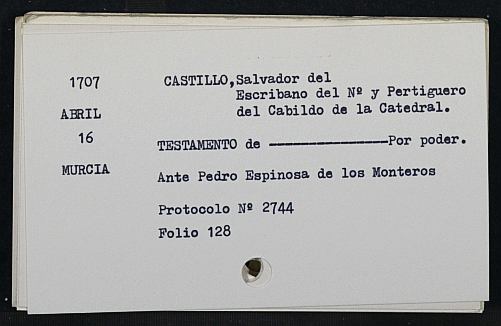 1707 CASTILLO,Salvador del
Escribano del Nº y Pertiguero
ABRIL del Cabildo de la Catedral.
16 TESTAMENTO de ----------------Por poder.
MURCIA Ante Pedro Espinosa de los Monteros
Protocolo Nº 2744
Folio 128